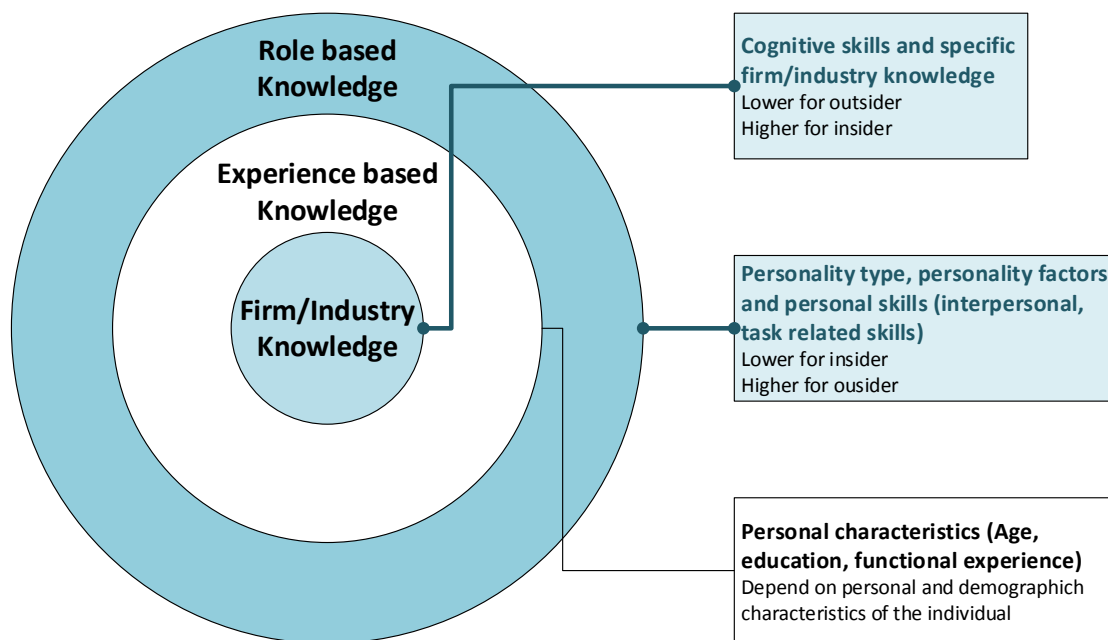 Role based
Knowledge
Experience based
Knowledge
Firm/Industry
Knowledge
Cognitive skills and specific
firm/industry knowledge
Lower for outsider
Higher for insider
Personality type, personality factors
and personal skills (interpersonal,
task related skills)
Lower for insider
Higher for ousider
Personal characteristics (Age,
education, functional experience)
Depend on personal and demographich
characteristics of the individual